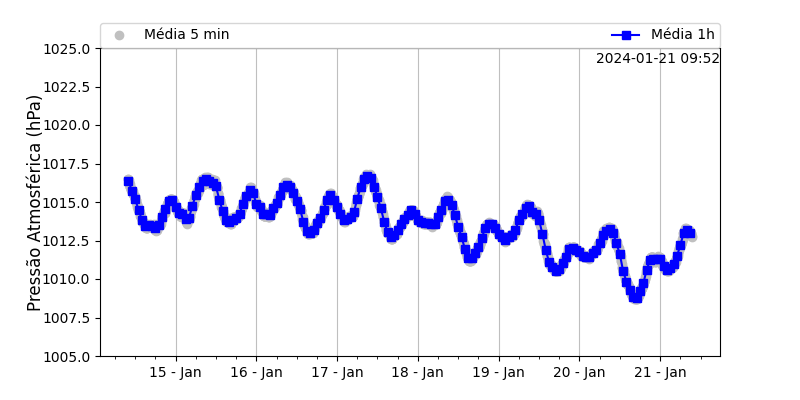 Média 5 min
Média 1h
2024-01-21 09:52
Pressão Atmosférica (hPa)
1025.0
1022.5
1020.0
1017.5
1015.0
1012.5
1010.0
1007.5
1005.0
15 - Jan
16 - Jan
17 - Jan
18 - Jan
19 - Jan
20 - Jan
21 - Jan